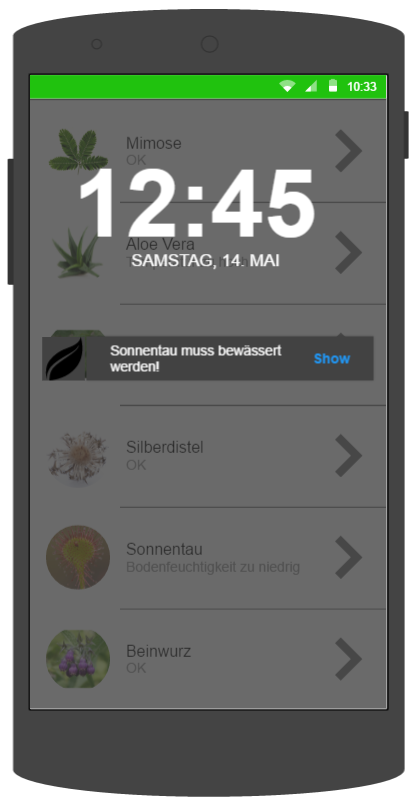 10:33
Mimose
OK
12:45
Aloe Vera
SAMSTAG, 14. MAI
Sonnentau muss bewässert
werden!
Show
Silberdistel
OK
Sonnentau
Bodenfeuchtigkeit zu niedrig
Beinwurz
OK